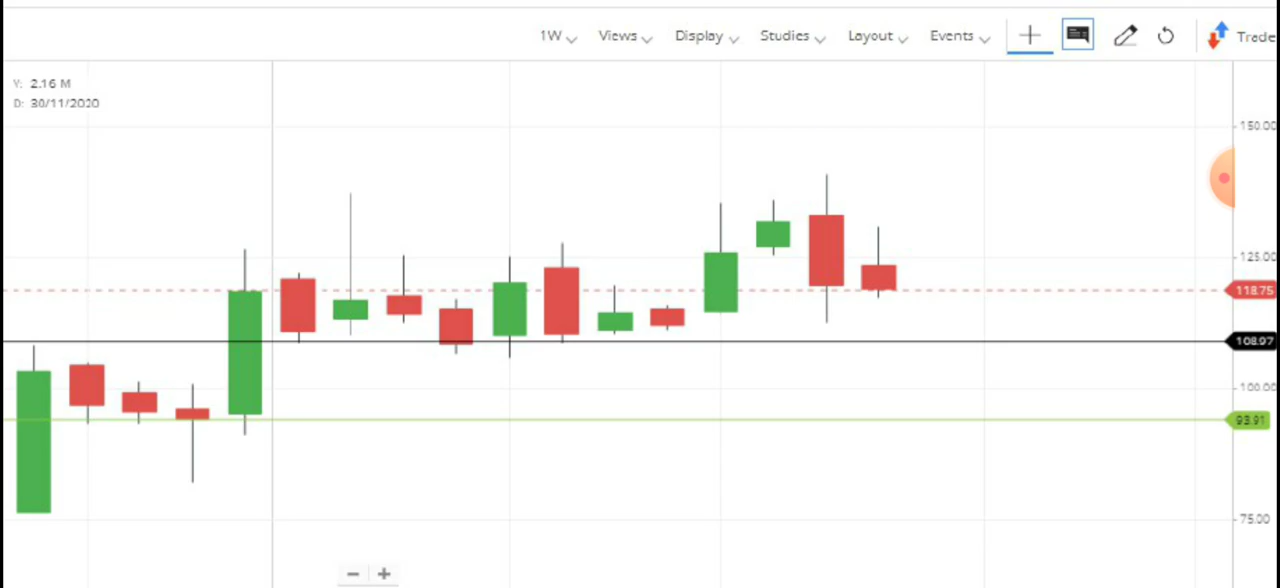 1W Views Display Studies Layout Events Trade
Y: 2.16 M
D: 30/11/2020
150.00
125.00
118.75
108.97
100.00
93.91
75.00